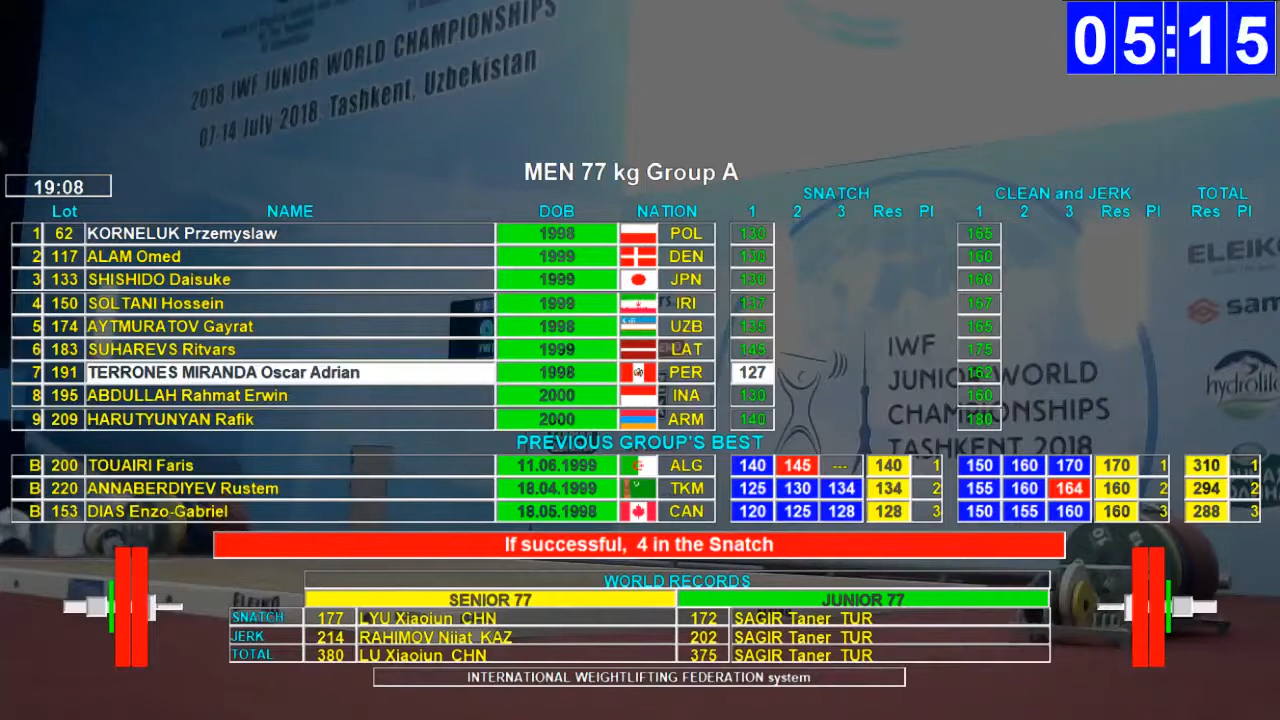 05:15
2018 IWF JUNIOR WORLD CHAMPIONSHIPS
07-14 July 2018, Tashkent, Uzbekistan
MEN 77 kg Group A
19:08
SNATCH CLEAN and JERK TOTAL
Lot NAME DOB NATION 1 2 3 Res Pl 1 2 3 Res Pl Res Pl
1 62 KORNELUK Przemyslaw 1998 POL 130 165
2 117 ALAM Omed 1999 DEN 130 160
3 133 SHISHIDO Daisuke 1999 JPN 130 160
4 150 SOLTANI Hossein 1999 IRI 137 157
5 174 AYTMURATOV Gayrat 1998 UZB 135 165
6 183 SUHAREVS Ritvars 1999 LAT 145 175
7 191 TERRONES MIRANDA Oscar Adrian 1998 PER 127 162
8 195 ABDULLAH Rahmat Erwin 2000 INA 130 160
9 209 HARUTYUNYAN Rafik 2000 ARM 140 180
PREVIOUS GROUP'S BEST
B 200 TOUAIRI Faris 11.06.1999 ALG 140 145 --- 140 1 150 160 170 170 1 310 1
B 220 ANNABERDIYEV Rustem 18.04.1999 TKM 125 130 134 134 2 155 160 164 160 2 294 2
B 153 DIAS Enzo-Gabriel 18.05.1998 CAN 120 125 128 128 3 150 155 160 160 3 288 3
If successful, 4 in the Snatch
WORLD RECORDS
SENIOR 77 JUNIOR 77
SNATCH 177 LYU Xiaojun CHN 172 SAGIR Taner TUR
JERK 214 RAHIMOV Nijat KAZ 202 SAGIR Taner TUR
TOTAL 380 LU Xiaojun CHN 375 SAGIR Taner TUR
INTERNATIONAL WEIGHTLIFTING FEDERATION system
ELEIKO
IWF
JUNIOR WORLD
CHAMPIONSHIPS
TASHKENT 2018
ELEIKO
10